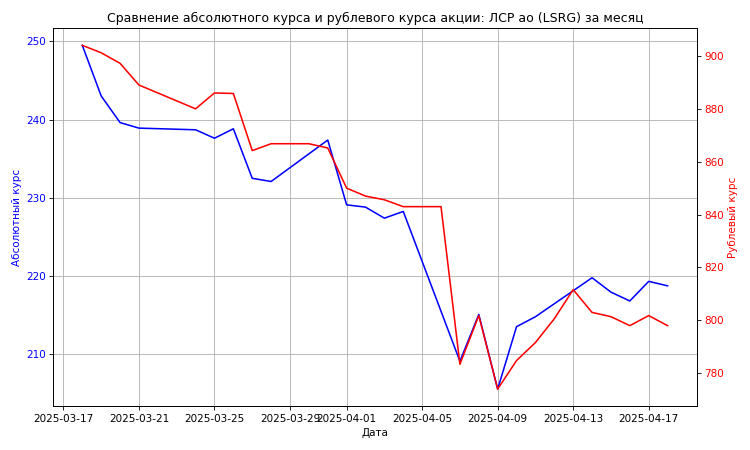 Сравнение абсолютного курса и рублевого курса акции: ЛСР ао (LSRG) за месяц
250
240
230
220
210
Абсолютный курс
900
880
860
840
820
800
780
Рублевый курс
2025-03-17 2025-03-21 2025-03-25 2025-03-29 2025-04-01 2025-04-05 2025-04-09 2025-04-13 2025-04-17
Дата